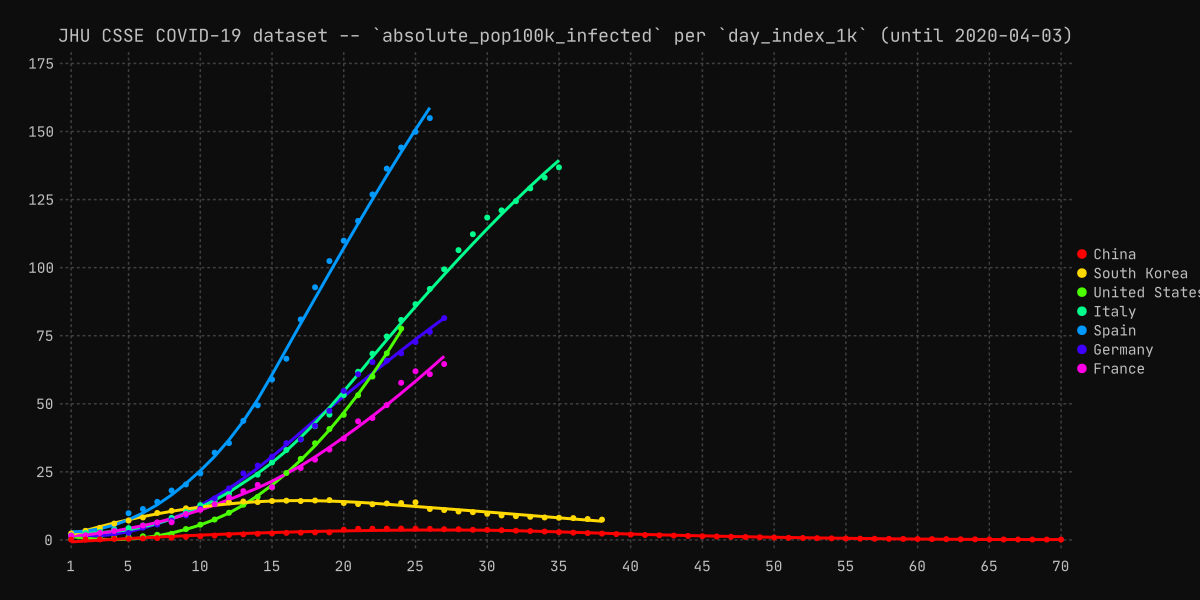 JHU CSSE COVID-19 dataset -- `absolute_pop100k_infected` per `day_index_1k` (until 2020-04-03)
175
150
125
100
75
50
25
0
1 5 10 15 20 25 30 35 40 45 50 55 60 65 70
China
South Korea
United States
Italy
Spain
Germany
France